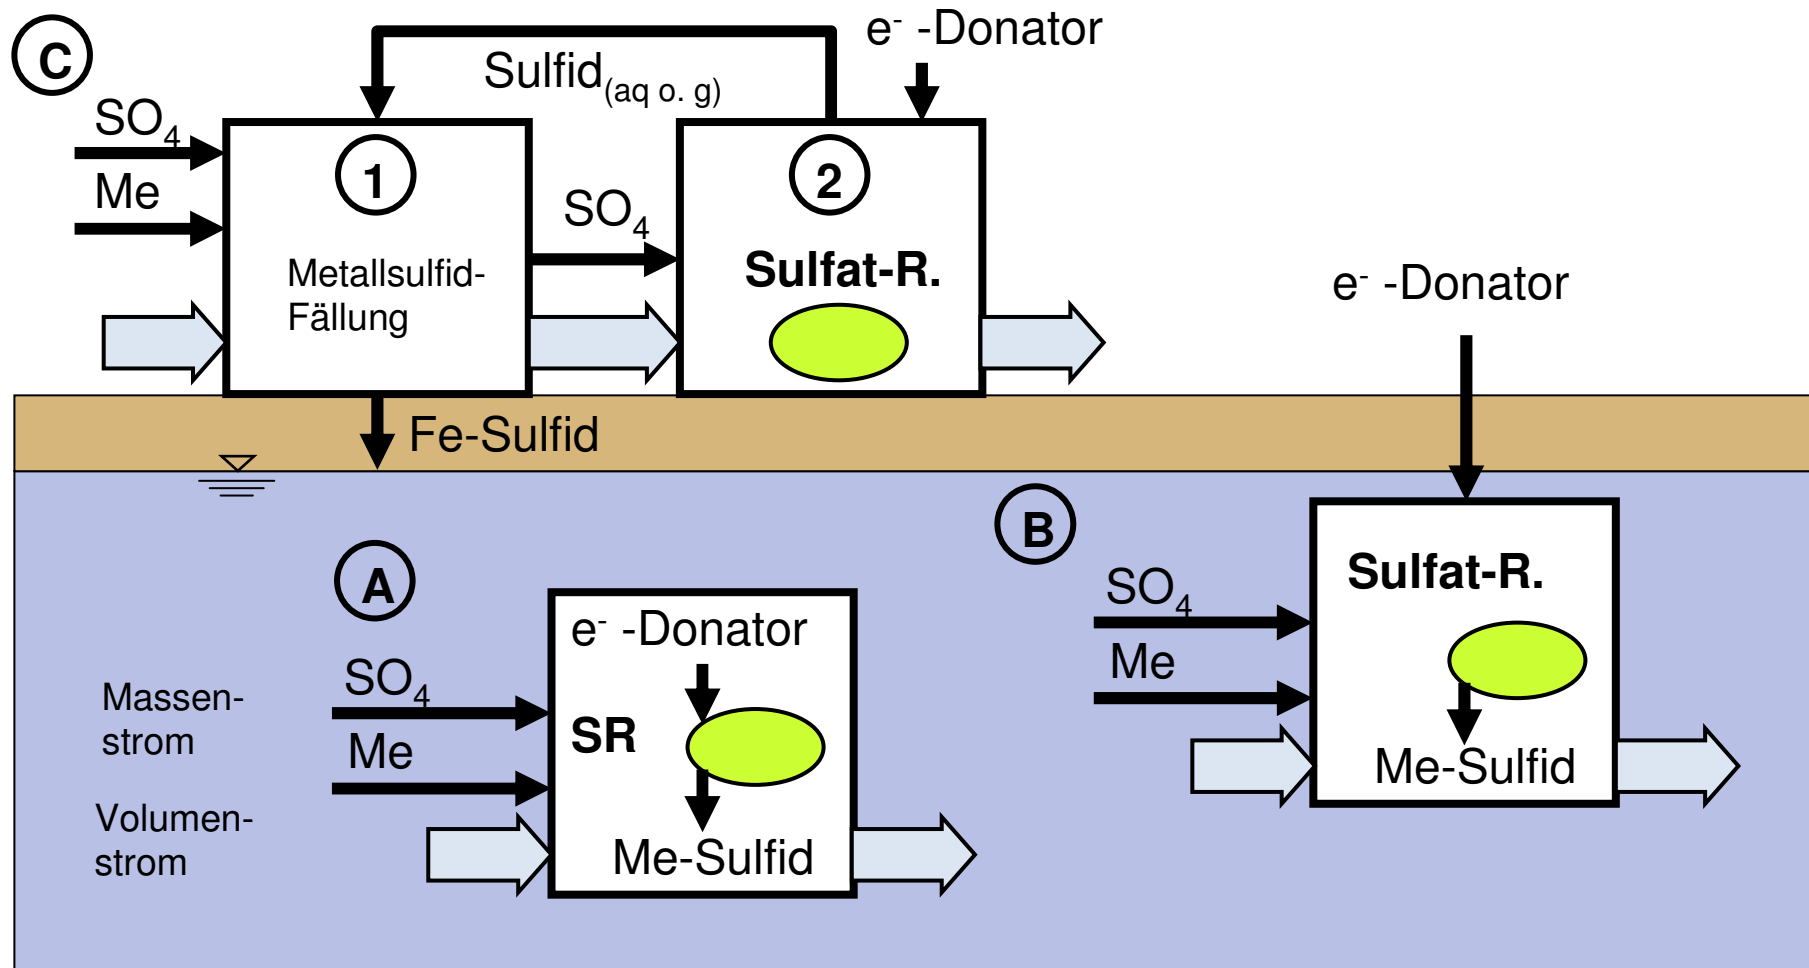 C
e⁻ -Donator
Sulfid(aq o. g)
SO₄
Me
1
2
SO₄
Metallsulfid-
Fällung
Sulfat-R.
e⁻ -Donator
Fe-Sulfid
B
Sulfat-R.
SO₄
Me
Me-Sulfid
A
e⁻ -Donator
SO₄
SR
Me
Me-Sulfid
Massen-
strom
Volumen-
strom